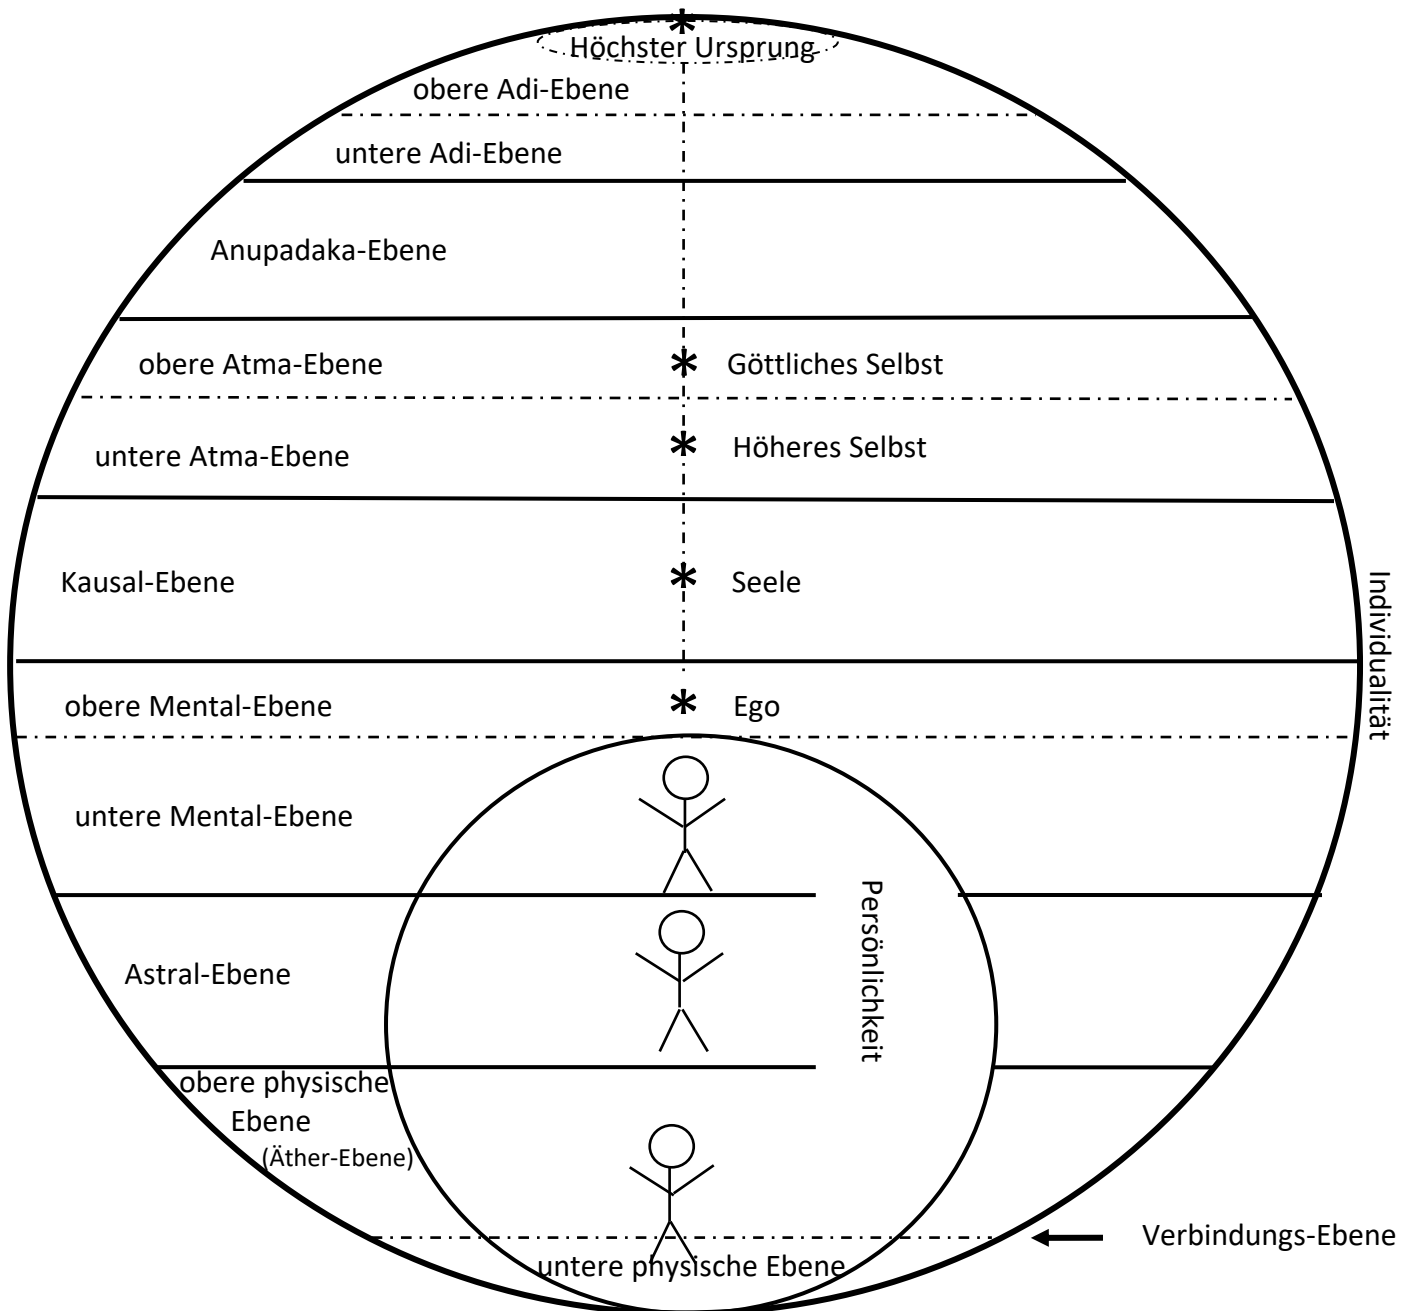 Höchster Ursprung
obere Adi-Ebene
untere Adi-Ebene
Anupadaka-Ebene
obere Atma-Ebene
Göttliches Selbst
untere Atma-Ebene
Höheres Selbst
Kausal-Ebene
Seele
Individualität
obere Mental-Ebene
Ego
untere Mental-Ebene
Persönlichkeit
Astral-Ebene
obere physische
Ebene
(Äther-Ebene)
Verbindungs-Ebene
untere physische Ebene